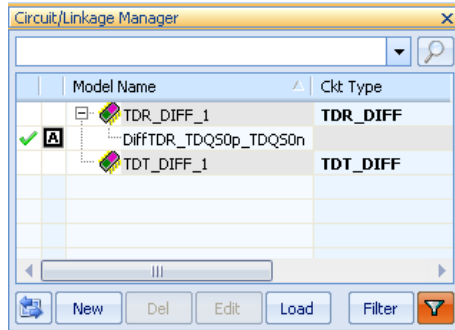 Circuit/Linkage Manager
Model Name Ckt Type
TDR_DIFF_1 TDR_DIFF
A DiffTDR_TDQS0p_TDQS0n
TDT_DIFF_1 TDT_DIFF
New Del Edit Load Filter